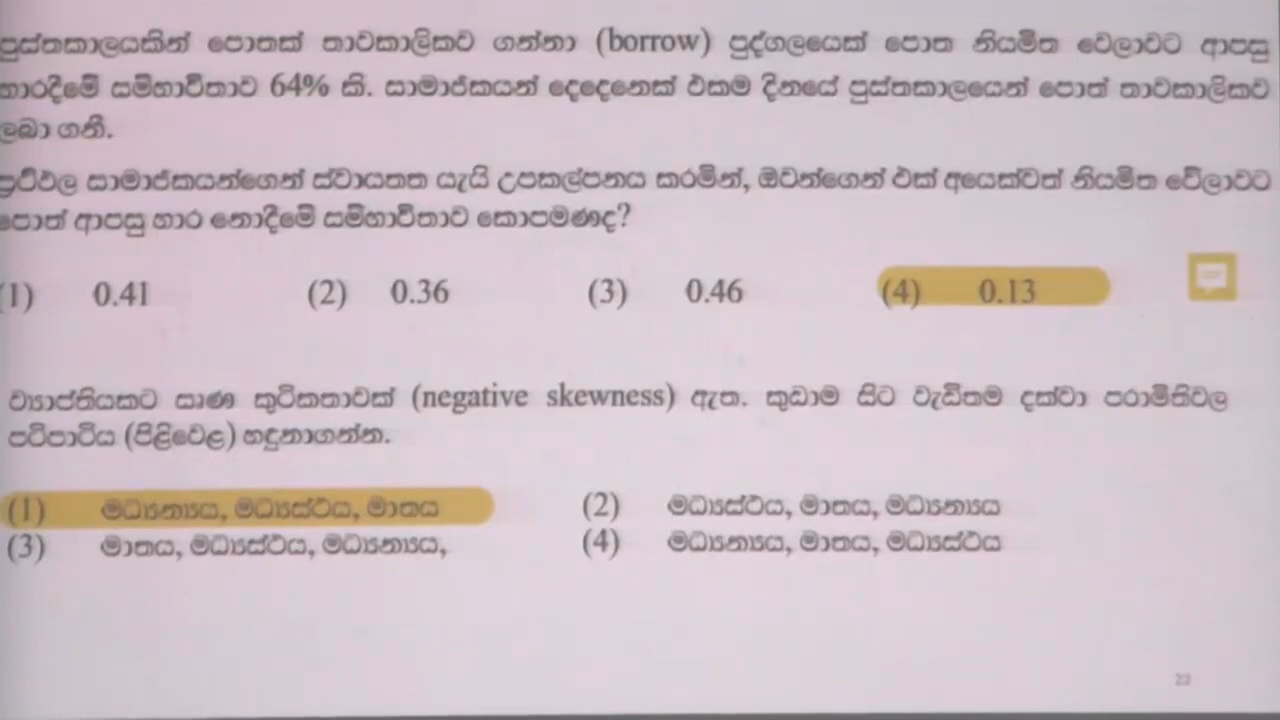 පුස්තකාලයකින් පොතක් තාවකාලිකව ගන්නා (borrow) පුද්ගලයෙක් පොත නියමිත වෙලාවට ආපසු
භාරදීමේ සම්භාවිතාව 64% කි. සාමාජිකයන් දෙදෙනෙක් එකම දිනයේ පුස්තකාලයෙන් පොත් තාවකාලිකව
ලබා ගනී.
ප්‍රථිඵල සාමාජිකයන්ගෙන් ස්වායතත යැයි උපකල්පනය කරමින්, ඔවුන්ගෙන් එක් අයෙක්වත් නියමිත වේලාවට
පොත් ආපසු භාර නොදීමේ සම්භාවිතාව කොපමණද?
(1) 0.41 (2) 0.36 (3) 0.46 (4) 0.13
ව්‍යාප්තියකට සෘණ කුටිකතාවක් (negative skewness) ඇත. කුඩාම සිට වැඩිතම දක්වා පරාමිතිවල
පටිපාටිය (පිළිවෙළ) හඳුනාගන්න.
(1) මධ්‍යන්‍යය, මධ්‍යස්ථය, මාතය (2) මධ්‍යස්ථය, මාතය, මධ්‍යන්‍යය
(3) මාතය, මධ්‍යස්ථය, මධ්‍යන්‍යය, (4) මධ්‍යන්‍යය, මාතය, මධ්‍යස්ථය
23